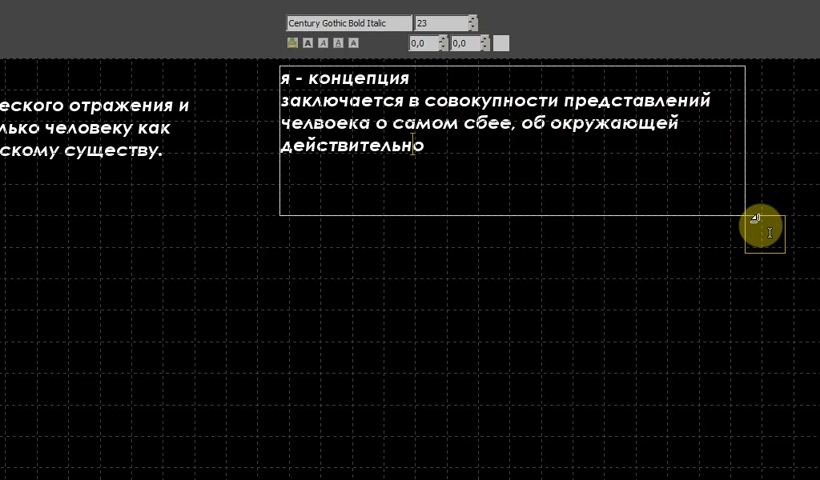 Century Gothic Bold Italic
23
0,0
0,0
еского отражения и
лько человеку как
скому существу.
я - концепция
заключается в совокупности представлений
челвоека о самом сбее, об окружающей
действительно